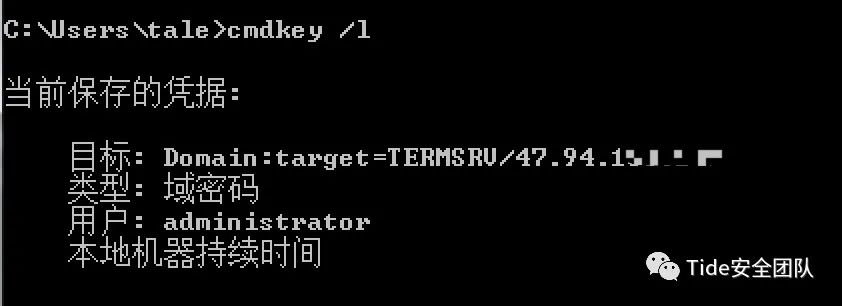 C:\Users\tale>cmdkey /l
当前保存的凭据:
目标: Domain:target=TERMSRV/47.94.1
类型: 域密码
用户: administrator
本地机器持续时间
Tide安全团队